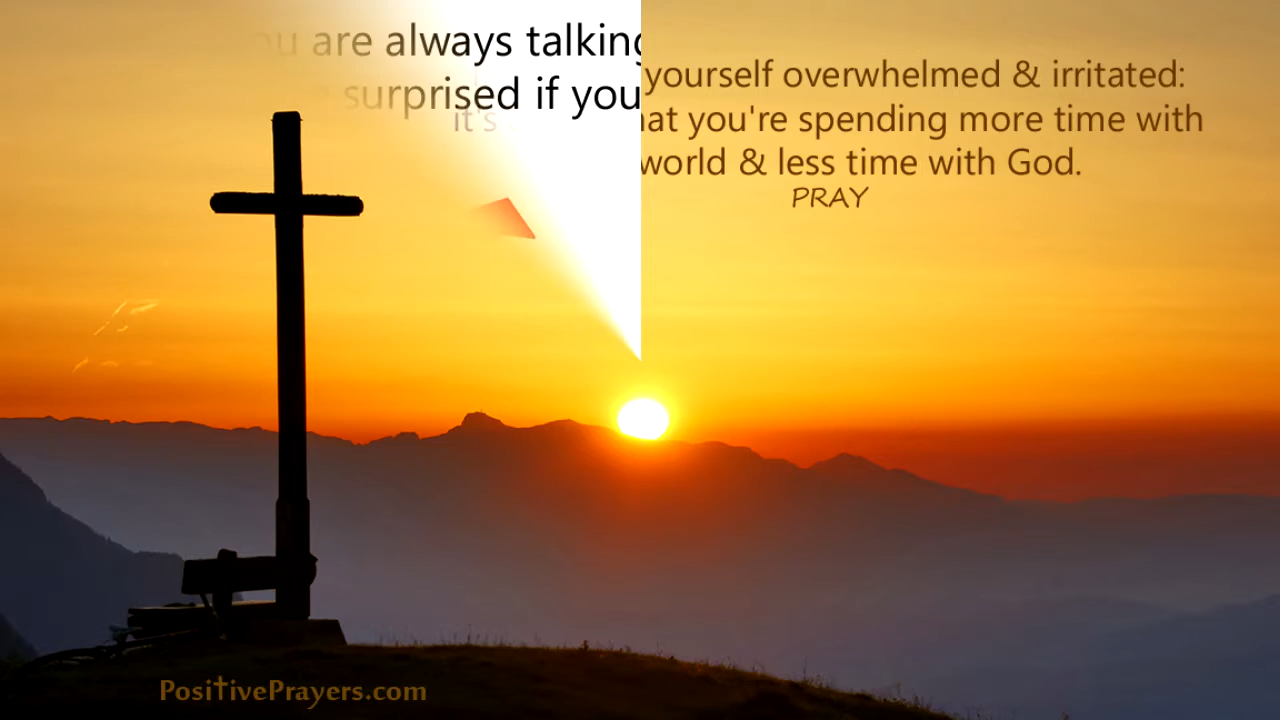 are always talking
surprised if you
it's
yourself overwhelmed & irritated:
you're spending more time with
world & less time with God.
PRAY
PositivePrayers.com